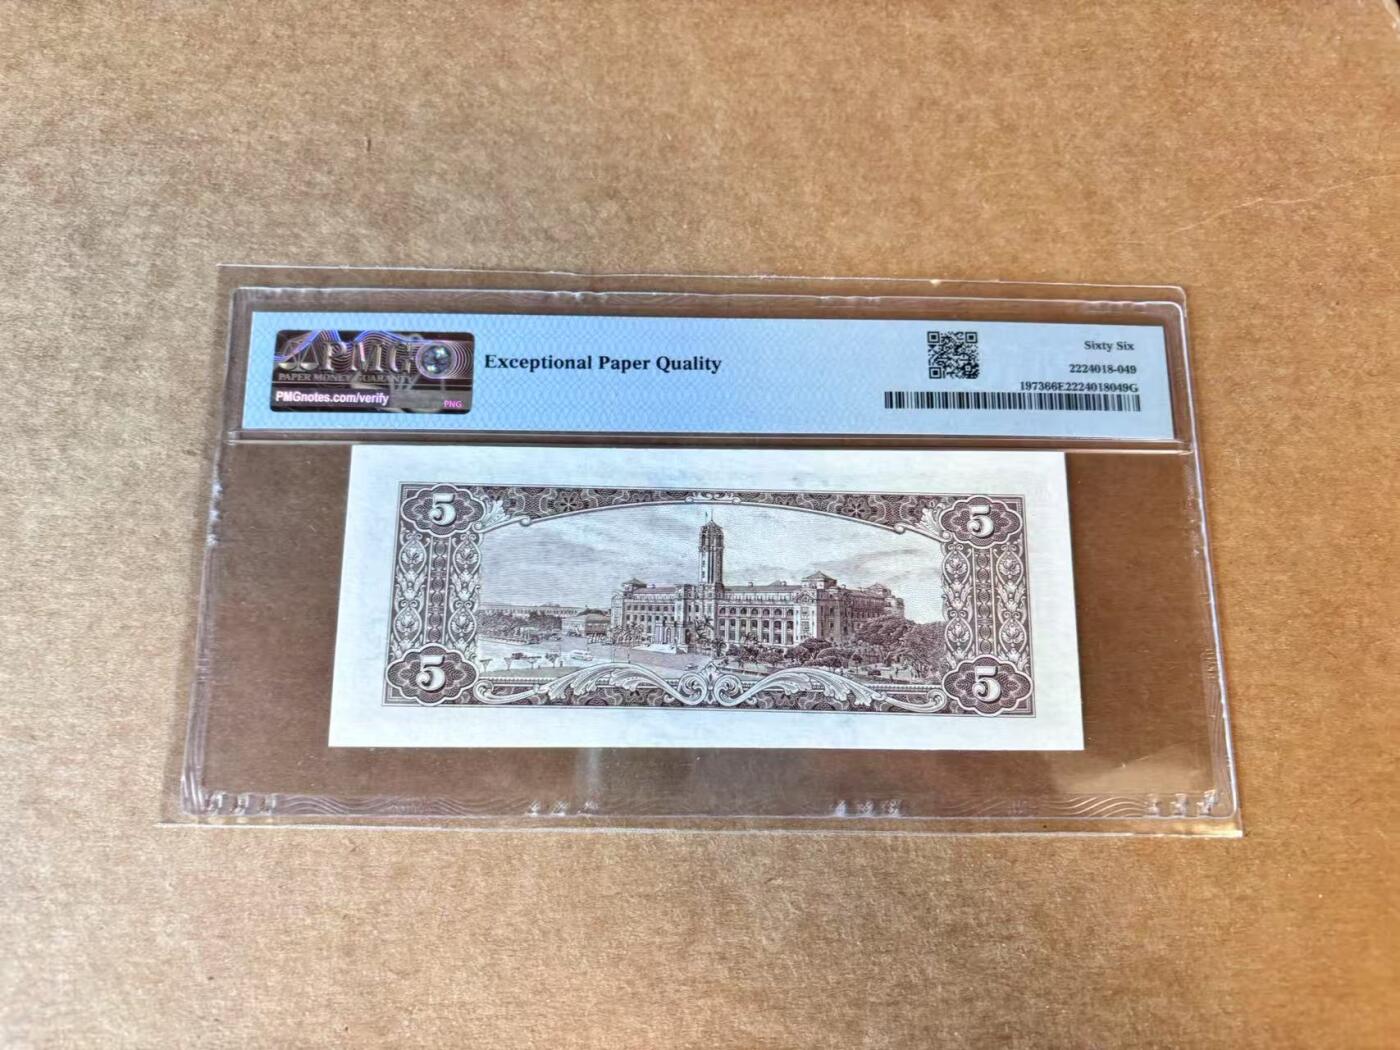 PMG
PAPER MONEY GUARANTY
PMGnotes.com/verify
PNG
Exceptional Paper Quality
Sixty Six
2224018-049
197366E2224018049G
5
5
5
5